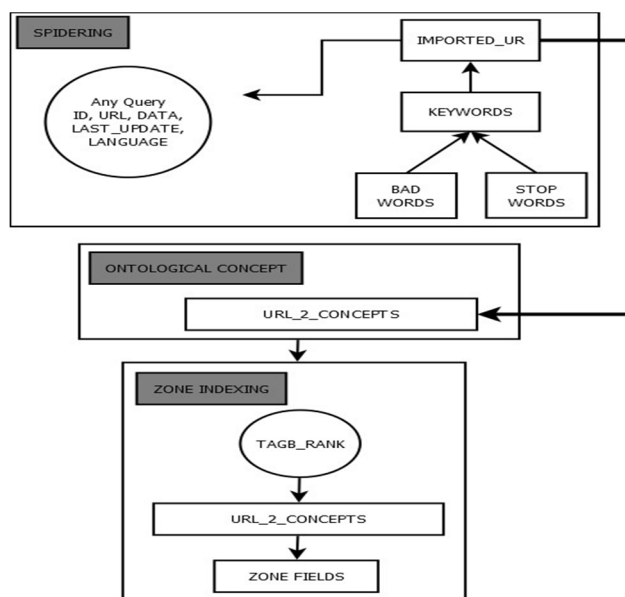 SPIDERING
IMPORTED_UR
Any Query
ID, URL, DATA,
LAST_UPDATE,
LANGUAGE
KEYWORDS
BAD
WORDS
STOP
WORDS
ONTOLOGICAL CONCEPT
URL_2_CONCEPTS
ZONE INDEXING
TAGB_RANK
URL_2_CONCEPTS
ZONE FIELDS